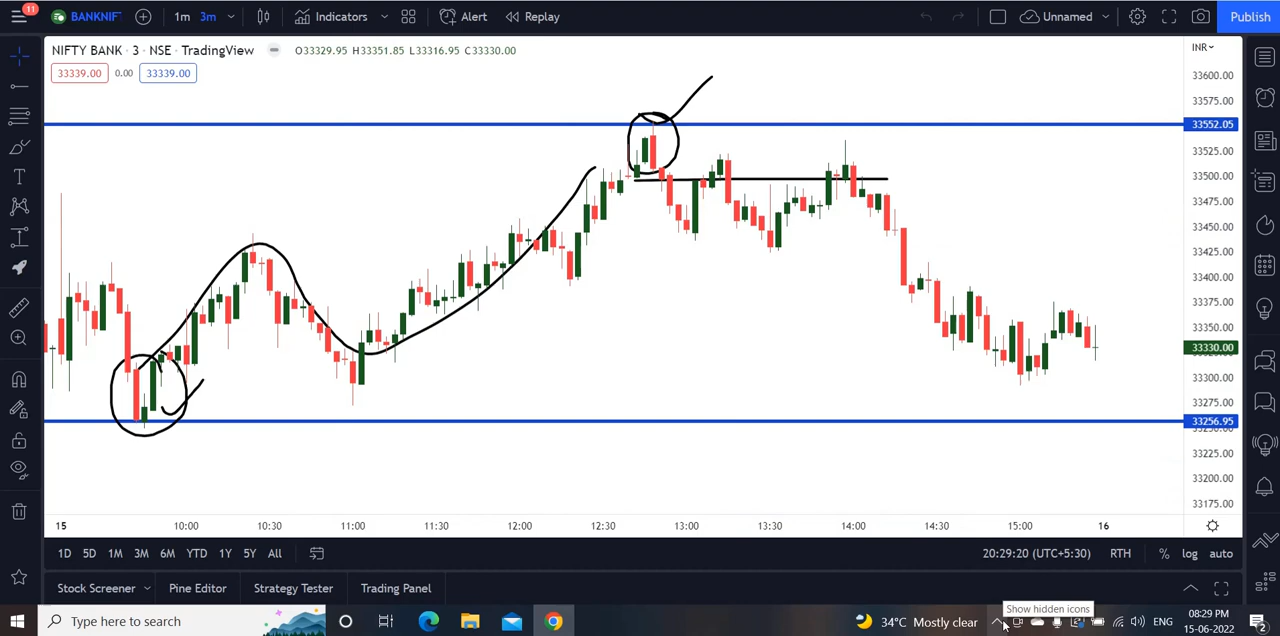 11
BANKNIFT
1m 3m Indicators Alert Replay Unnamed Publish
NIFTY BANK · 3 · NSE · TradingView O33329.95 H33351.85 L33316.95 C33330.00
INR
33339.00 0.00 33339.00
33600.00
33575.00
33552.05
33525.00
33500.00
33475.00
33450.00
33425.00
33400.00
33375.00
33350.00
33330.00
33300.00
33275.00
33256.95
33225.00
33200.00
33175.00
15 10:00 10:30 11:00 11:30 12:00 12:30 13:00 13:30 14:00 14:30 15:00 16
1D 5D 1M 3M 6M YTD 1Y 5Y All 20:29:20 (UTC+5:30) RTH % log auto
Stock Screener Pine Editor Strategy Tester Trading Panel
Show hidden icons
Type here to search 34°C Mostly clear ENG 08:29 PM
15-06-2022
2